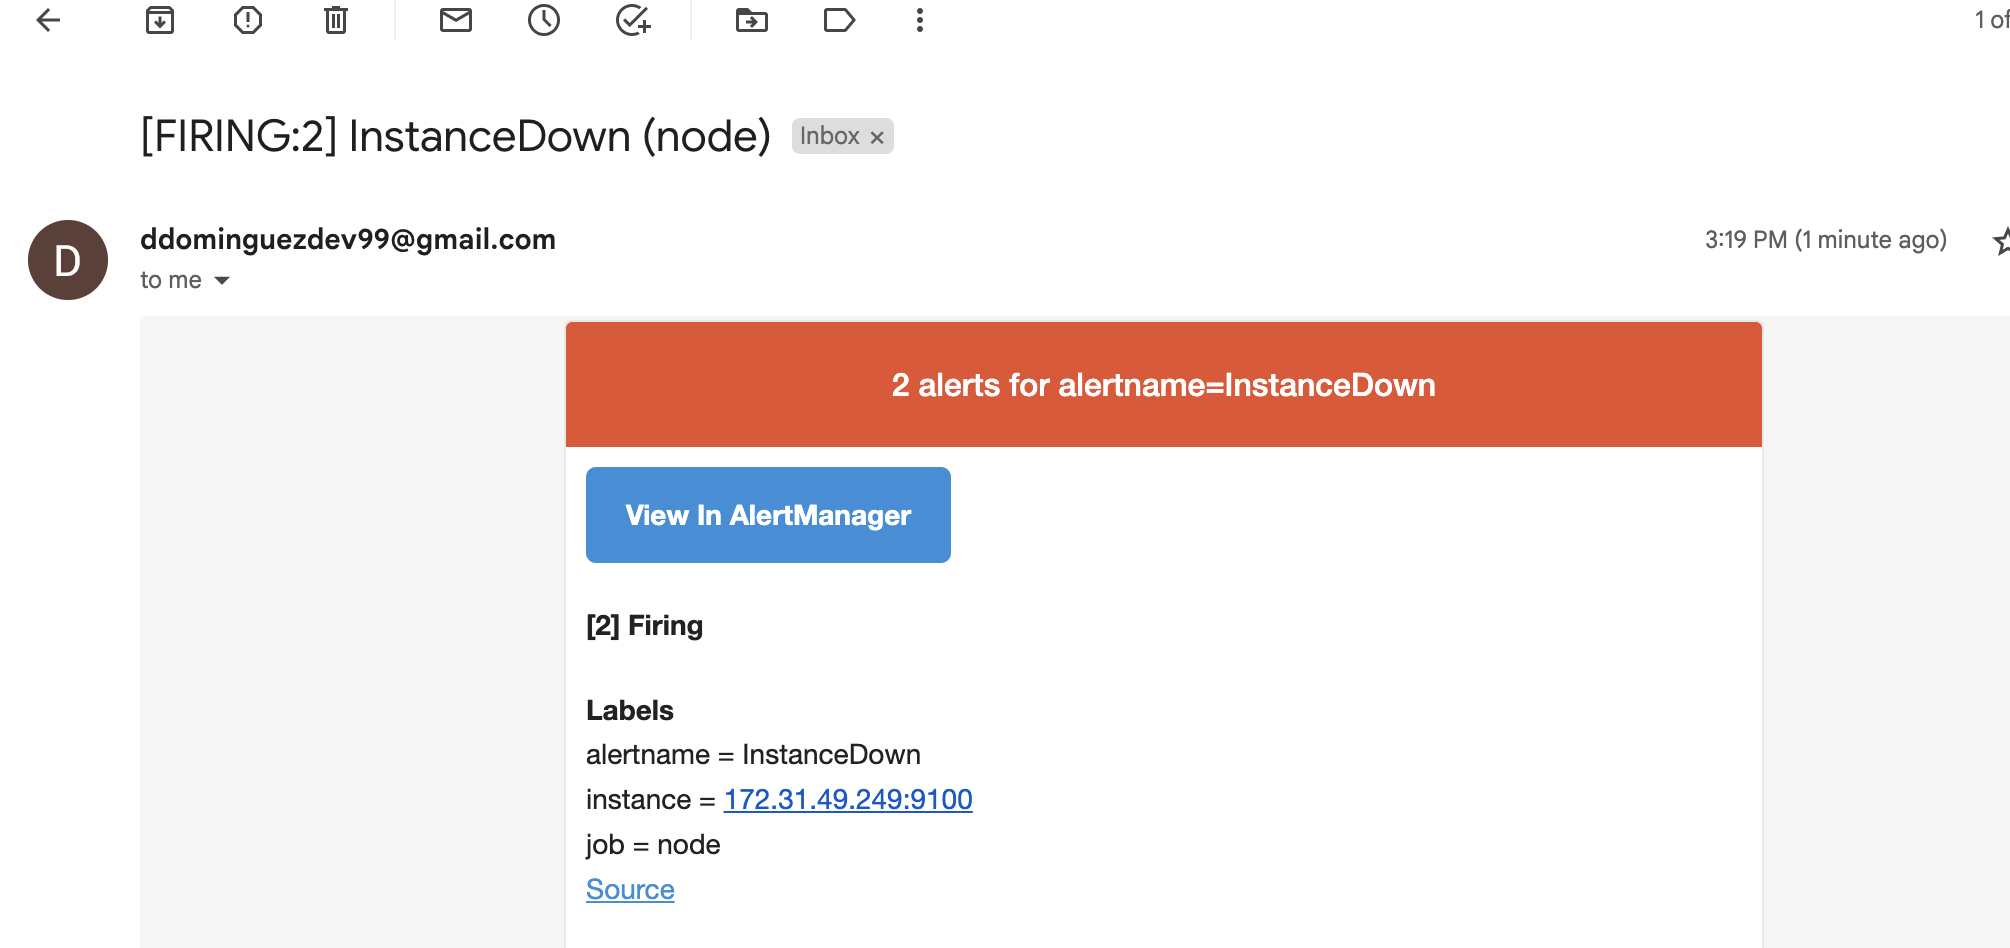 1 of
[FIRING:2] InstanceDown (node) Inbox ×
D
ddominguezdev99@gmail.com 3:19 PM (1 minute ago)
to me
2 alerts for alertname=InstanceDown
View In AlertManager
[2] Firing
Labels
alertname = InstanceDown
instance = 172.31.49.249:9100
job = node
Source